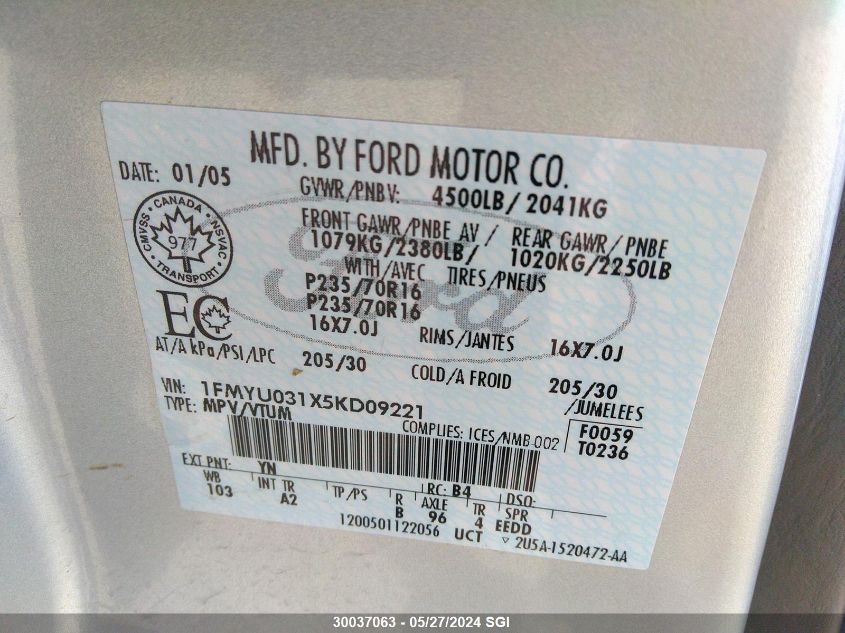 MFD. BY FORD MOTOR CO.
DATE: 01/05
GVWR/PNBV: 4500LB/2041KG
CMVSS · CANADA · NSVAC · TRANSPORT ·
977
FRONT GAWR/PNBE AV/ REAR GAWR/PNBE
1079KG/2380LB/ 1020KG/2250LB
WITH/AVEC TIRES/PNEUS
P235/70R16
P235/70R16
Ford
EC
16X7.0J RIMS/JANTES 16X7.0J
AT/A kPa/PSI/LPC 205/30 COLD/A FROID 205/30
VIN: 1FMYU031X5KD09221 /JUMELEES
TYPE: MPV/VTUM
COMPLIES: ICES/NMB-002 F0059
T0236
EXT PNT: YN RC: B4 DSO:
WB INT TR TP/PS R AXLE TR SPR
103 A2 B 96 4 EEDD
1200501122056 UCT ▽ 2U5A-1520472-AA
30037063 — 05/27/2024 SGI